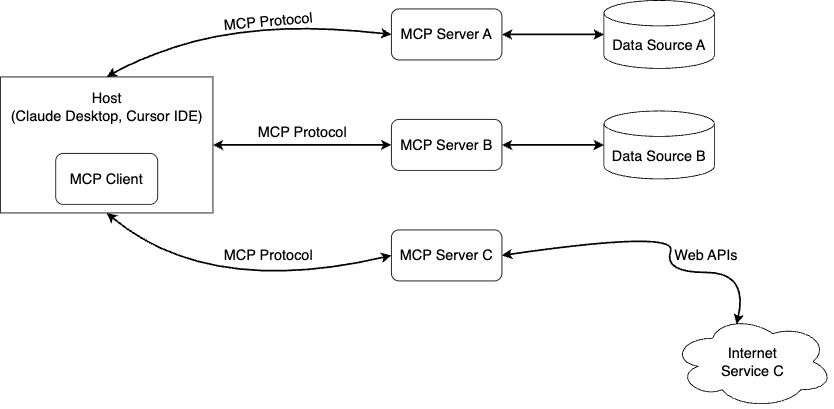 MCP Protocol
MCP Server A
Data Source A
Host
(Claude Desktop, Cursor IDE)
MCP Client
MCP Protocol
MCP Server B
Data Source B
MCP Protocol
MCP Server C
Web APIs
Internet
Service C